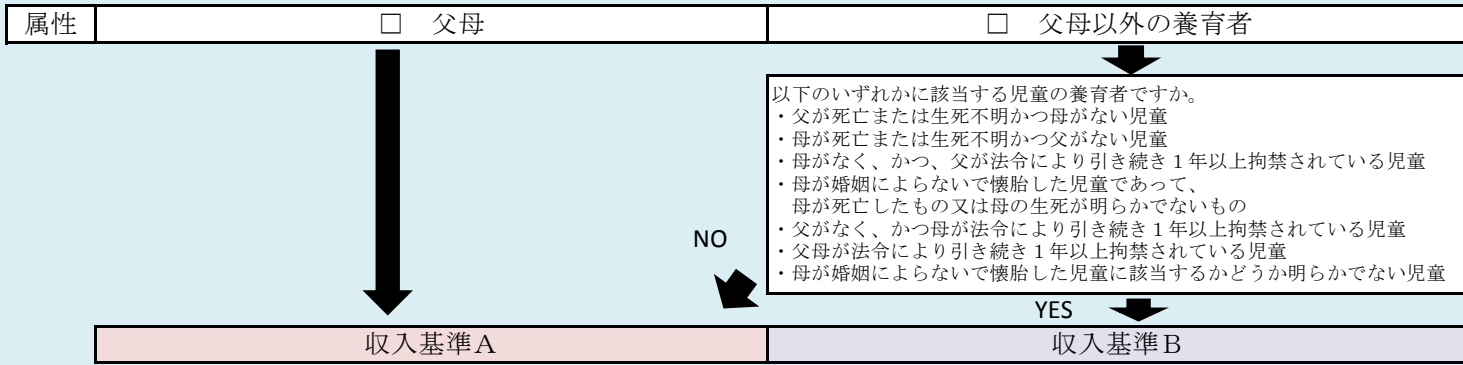 属性
□　父母
□　父母以外の養育者
以下のいずれかに該当する児童の養育者ですか。
・父が死亡または生死不明かつ母がない児童
・母が死亡または生死不明かつ父がない児童
・母がなく、かつ、父が法令により引き続き１年以上拘禁されている児童
・母が婚姻によらないで懐胎した児童であって、
　母が死亡したもの又は母の生死が明らかでないもの
・父がなく、かつ母が法令により引き続き１年以上拘禁されている児童
・父母が法令により引き続き１年以上拘禁されている児童
・母が婚姻によらないで懐胎した児童に該当するかどうか明らかでない児童
NO
YES
収入基準Ａ
収入基準Ｂ